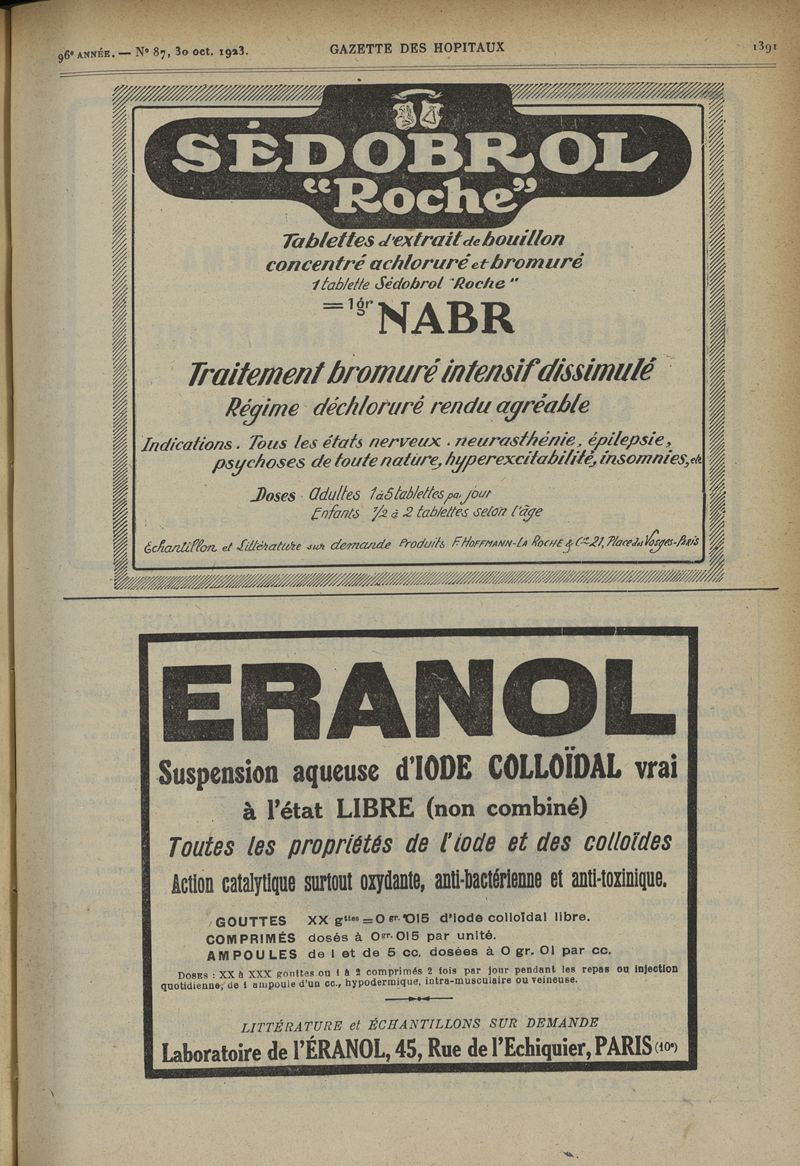 96e ANNÉE. — No 87, 30 oct. 1923. GAZETTE DES HOPITAUX 1391
SÉDOBROL
"Roche"
Tablettes d'extrait de bouillon
concentré achloruré et bromuré
1 tablette Sédobrol "Roche"
=1gr NABR
Traitement bromuré intensif dissimulé
Régime déchloruré rendu agréable
Indications. Tous les états nerveux. neurasthénie, épilepsie,
psychoses de toute nature, hyperexcitabilité, insomnies, etc
Doses Adultes 1 à 5 tablettes par jour
Enfants 1/2 à 2 tablettes selon l'âge
Échantillon et Littérature sur demande Produits F. HOFFMANN-LA ROCHE & Cie 21, Place des Vosges-Paris
ERANOL
Suspension aqueuse d'IODE COLLOÏDAL vrai
à l'état LIBRE (non combiné)
Toutes les propriétés de l'iode et des colloïdes
Action catalytique surtout oxydante, anti-bactérienne et anti-toxinique.
GOUTTES XX gttes = 0 gr. 015 d'iode colloïdal libre.
COMPRIMÉS dosés à 0gr. 015 par unité.
AMPOULES de 1 et de 5 cc. dosées à 0 gr. 01 par cc.
DOSES : XX à XXX gouttes ou 1 à 2 comprimés 2 fois par jour pendant les repas ou injection
quotidienne, de 1 ampoule d'un cc., hypodermique, intra-musculaire ou veineuse.
LITTÉRATURE et ÉCHANTILLONS SUR DEMANDE
Laboratoire de l'ÉRANOL, 45, Rue de l'Echiquier, PARIS (10e)